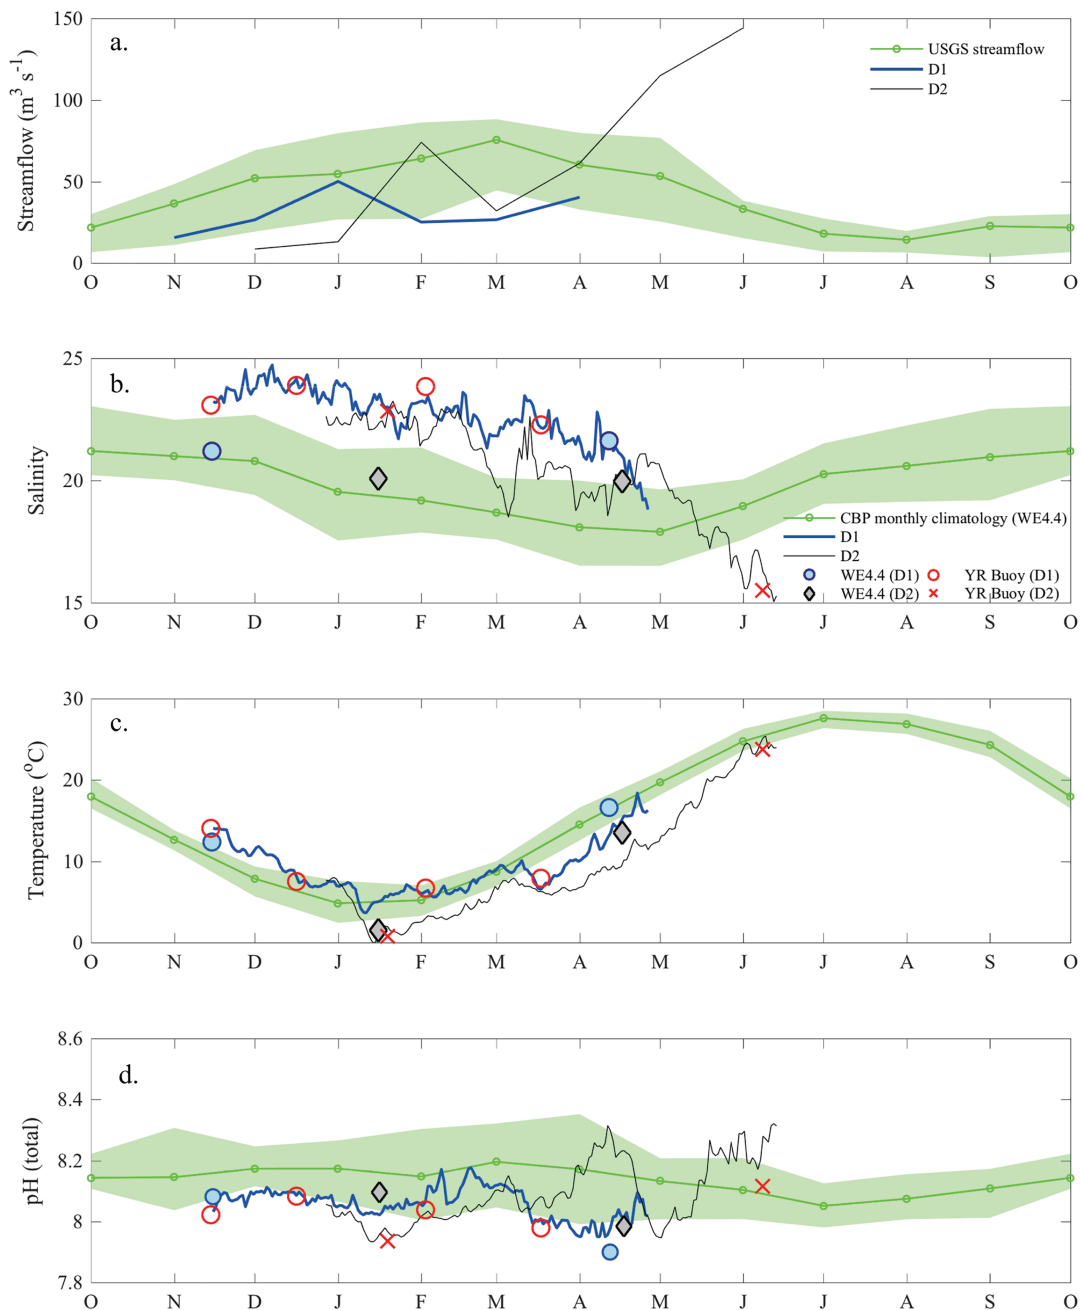 a.
Streamflow (m³ s⁻¹)
150
100
50
0
USGS streamflow
D1
D2
O N D J F M A M J J A S O
b.
Salinity
25
20
15
CBP monthly climatology (WE4.4)
D1
D2
WE4.4 (D1) YR Buoy (D1)
WE4.4 (D2) YR Buoy (D2)
O N D J F M A M J J A S O
c.
Temperature (°C)
30
20
10
0
O N D J F M A M J J A S O
d.
pH (total)
8.6
8.4
8.2
8
7.8
O N D J F M A M J J A S O